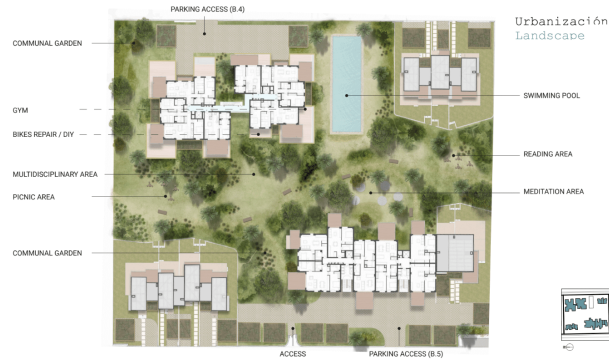 PARKING ACCESS (B.4)
Urbanización
Landscape
COMMUNAL GARDEN
SWIMMING POOL
GYM
BIKES REPAIR / DIY
READING AREA
MULTIDISCIPLINARY AREA
MEDITATION AREA
PICNIC AREA
COMMUNAL GARDEN
ACCESS
PARKING ACCESS (B.5)